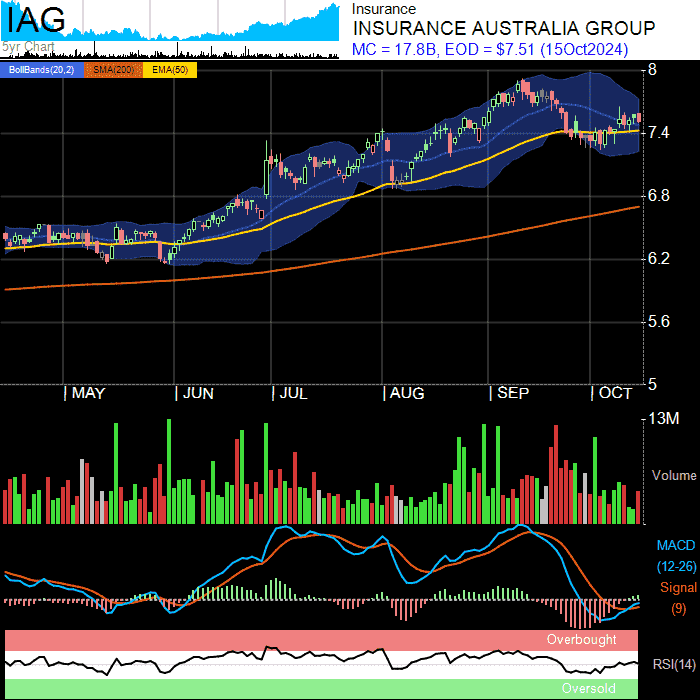 IAG
5yr Chart
Insurance
INSURANCE AUSTRALIA GROUP
MC = 17.8B, EOD = $7.51 (15Oct2024)
BollBands(20,2) SMA(200) EMA(50)
8
7.4
6.8
6.2
5.6
5
| MAY | JUN | JUL | AUG | SEP | OCT
13M
Volume
MACD
(12-26)
Signal
(9)
Overbought
RSI(14)
Oversold